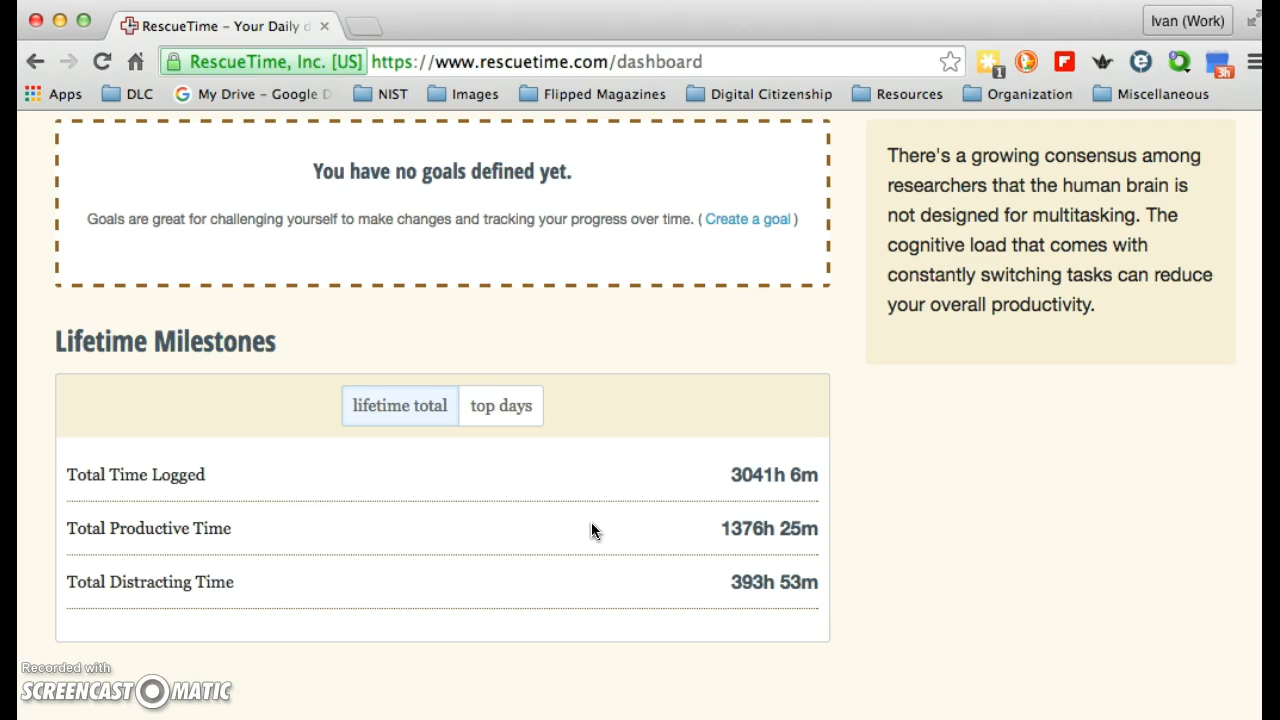 RescueTime – Your Daily d
Ivan (Work)
RescueTime, Inc. [US] https://www.rescuetime.com/dashboard
1
3h
Apps DLC My Drive – Google D NIST Images Flipped Magazines Digital Citizenship Resources Organization Miscellaneous
You have no goals defined yet.
Goals are great for challenging yourself to make changes and tracking your progress over time. ( Create a goal )
There's a growing consensus among
researchers that the human brain is
not designed for multitasking. The
cognitive load that comes with
constantly switching tasks can reduce
your overall productivity.
Lifetime Milestones
lifetime total top days
Total Time Logged 3041h 6m
Total Productive Time 1376h 25m
Total Distracting Time 393h 53m
Recorded with
SCREENCAST-O-MATIC